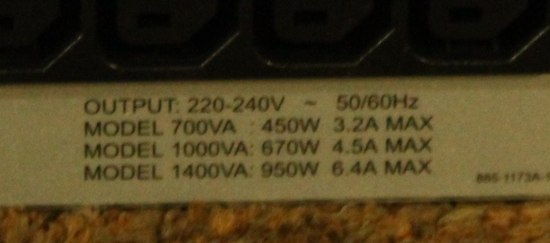 OUTPUT: 220-240V ~ 50/60Hz
MODEL 700VA : 450W 3.2A MAX
MODEL 1000VA: 670W 4.5A MAX
MODEL 1400VA: 950W 6.4A MAX